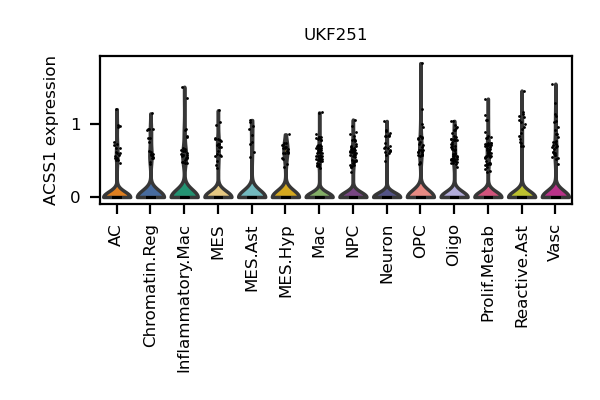 UKF251
ACSS1 expression
1
0
AC
Chromatin.Reg
Inflammatory.Mac
MES
MES.Ast
MES.Hyp
Mac
NPC
Neuron
OPC
Oligo
Prolif.Metab
Reactive.Ast
Vasc